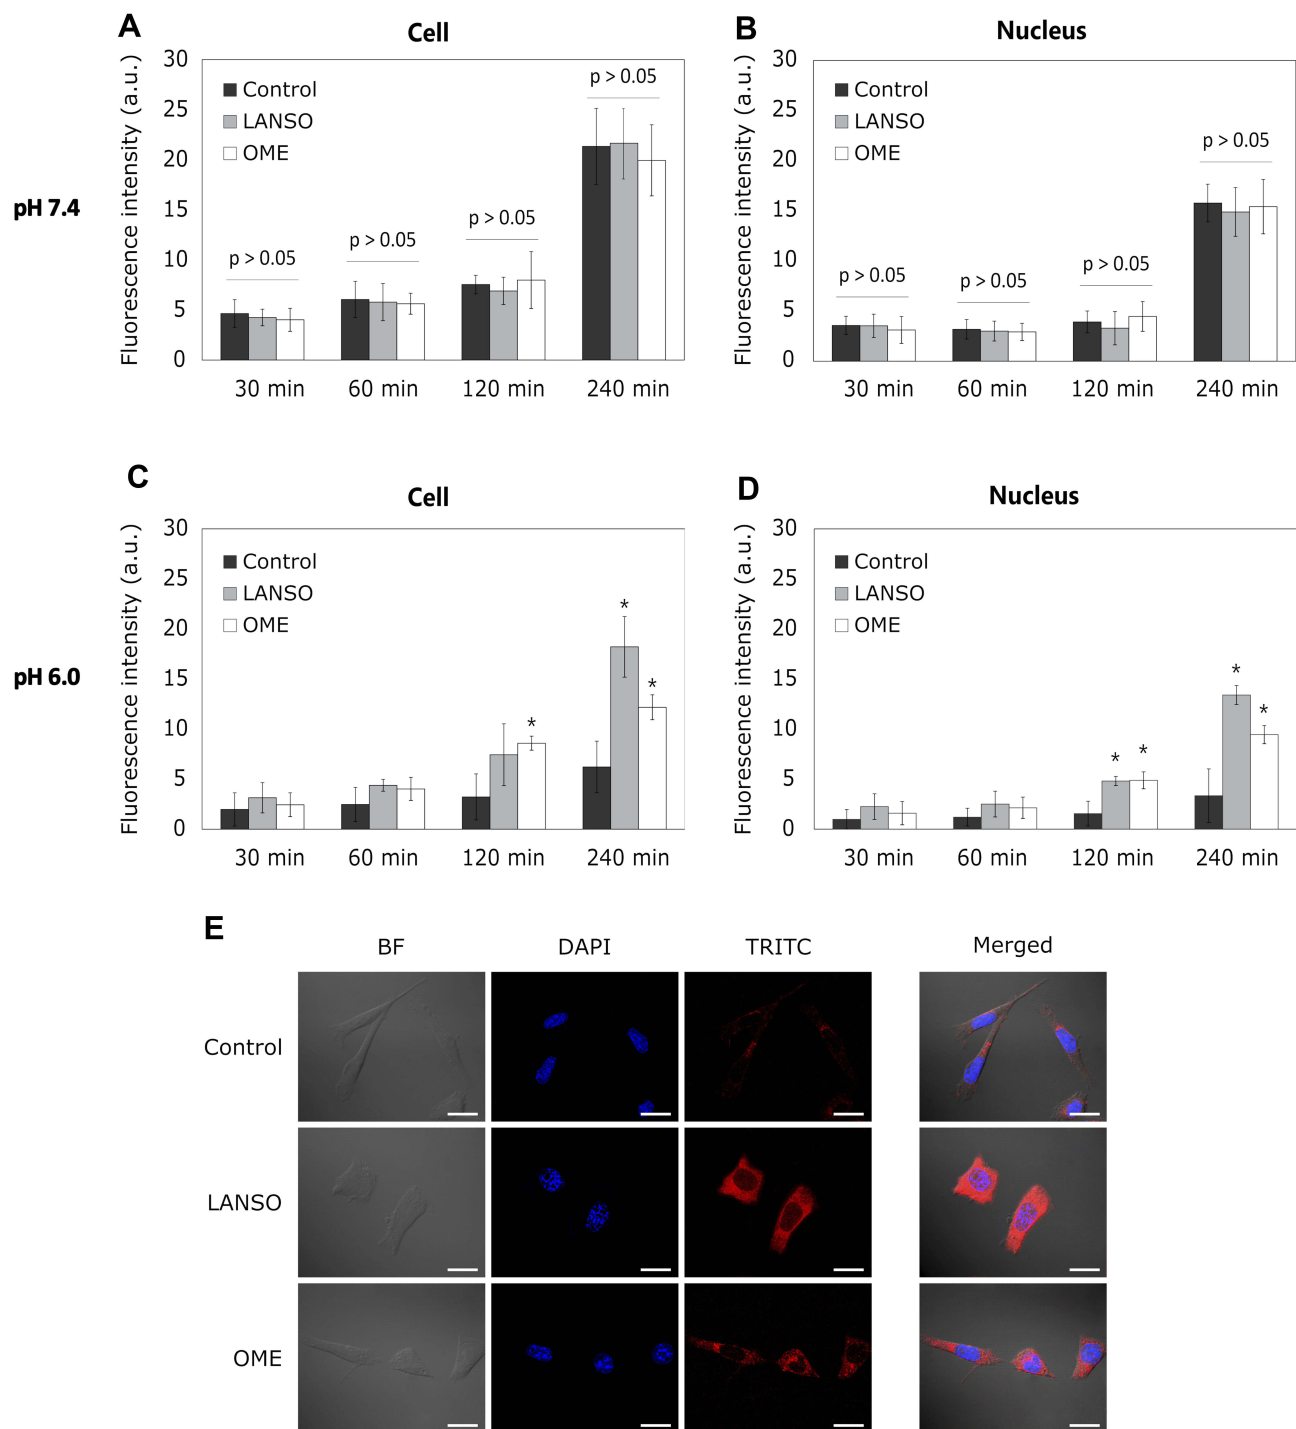 A
Cell
Fluorescence intensity (a.u.)
30
25
20
15
10
5
0
Control
LANSO
OME
p > 0.05
p > 0.05
p > 0.05
p > 0.05
30 min
60 min
120 min
240 min
B
Nucleus
Fluorescence intensity (a.u.)
30
25
20
15
10
5
0
Control
LANSO
OME
p > 0.05
p > 0.05
p > 0.05
p > 0.05
30 min
60 min
120 min
240 min
pH 7.4
C
Cell
Fluorescence intensity (a.u.)
30
25
20
15
10
5
0
Control
LANSO
OME
*
*
*
30 min
60 min
120 min
240 min
D
Nucleus
Fluorescence intensity (a.u.)
30
25
20
15
10
5
0
Control
LANSO
OME
*
*
*
*
30 min
60 min
120 min
240 min
pH 6.0
E
BF DAPI TRITC Merged
Control
LANSO
OME